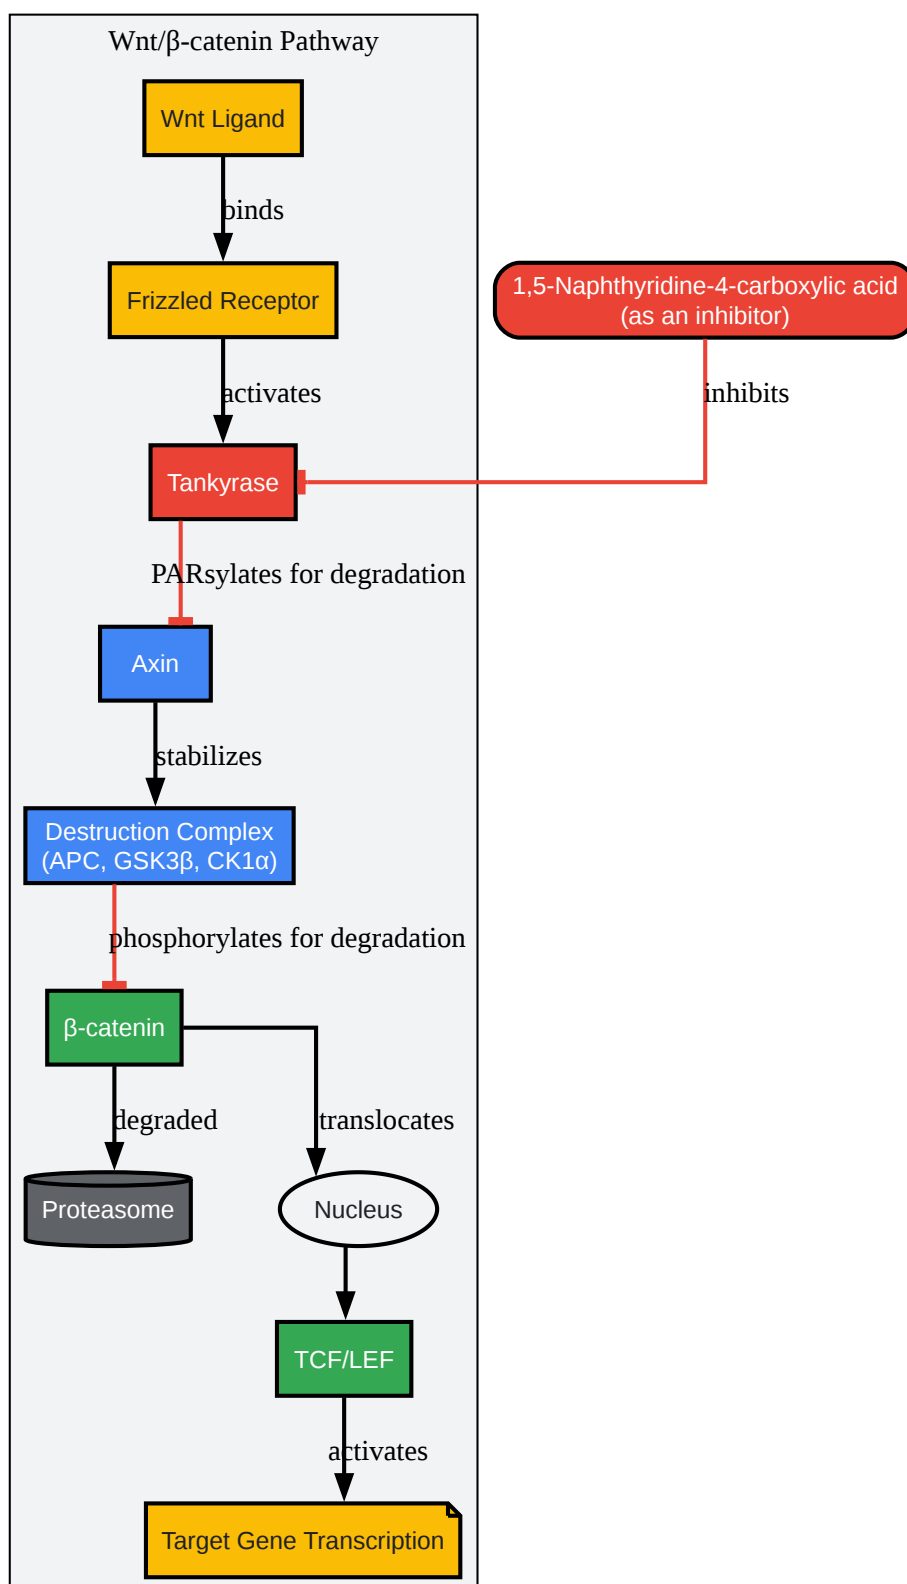 Wnt/β-catenin Pathway
Wnt Ligand
binds
Frizzled Receptor
1,5-Naphthyridine-4-carboxylic acid
(as an inhibitor)
activates
inhibits
Tankyrase
PARsylates for degradation
Axin
stabilizes
Destruction Complex
(APC, GSK3β, CK1α)
phosphorylates for degradation
β-catenin
degraded
translocates
Proteasome
Nucleus
TCF/LEF
activates
Target Gene Transcription